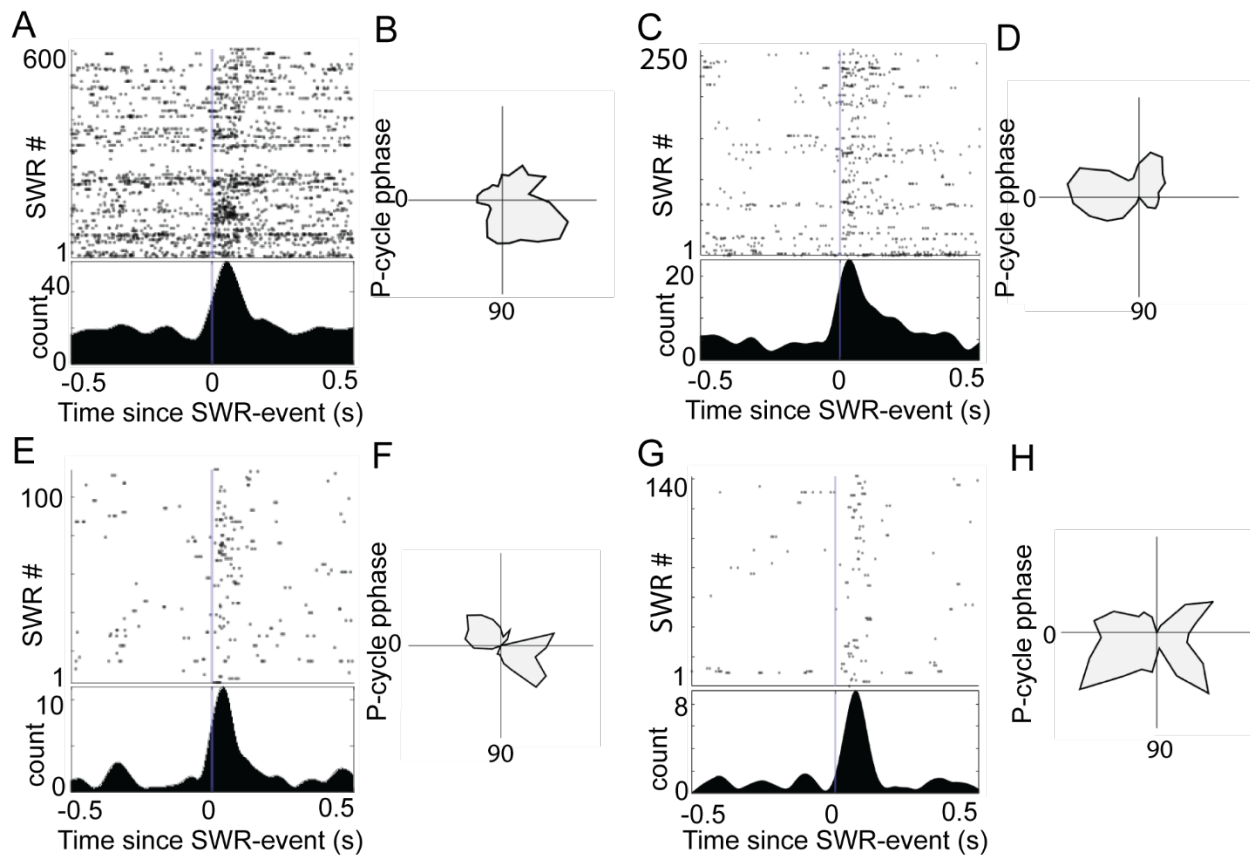 A
600
SWR #
1
40
count
0
-0.5
0
0.5
Time since SWR-event (s)
B
P-cycle pphase
0
90
C
250
SWR #
1
20
count
0
-0.5
0
0.5
Time since SWR-event (s)
D
P-cycle pphase
0
90
E
100
SWR #
1
10
count
0
-0.5
0
0.5
Time since SWR-event (s)
F
P-cycle pphase
0
90
G
140
SWR #
1
8
count
0
-0.5
0
0.5
Time since SWR-event (s)
H
P-cycle pphase
0
90